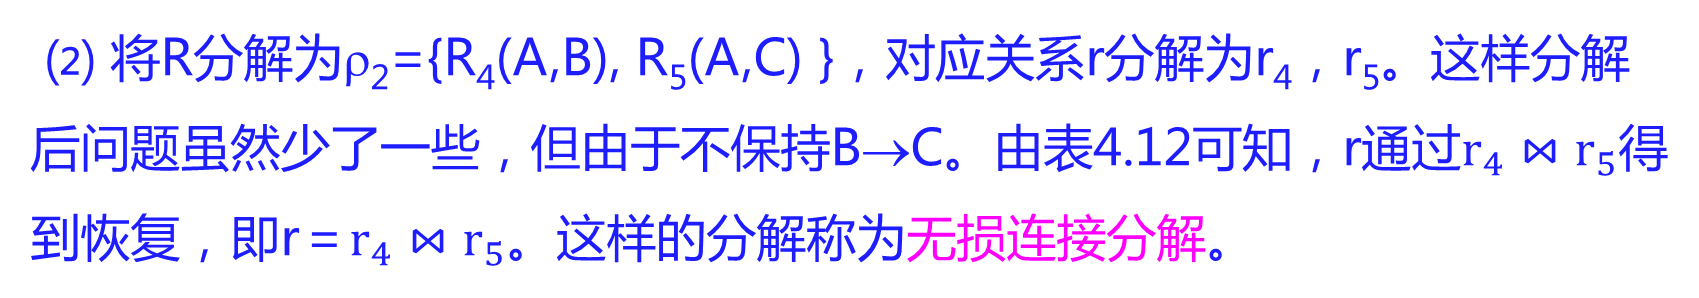 (2) 将R分解为ρ₂={R₄(A,B), R₅(A,C) }，对应关系r分解为r₄，r₅。这样分解
后问题虽然少了一些，但由于不保持B→C。由表4.12可知，r通过r₄ ⋈ r₅得
到恢复，即r = r₄ ⋈ r₅。这样的分解称为无损连接分解。